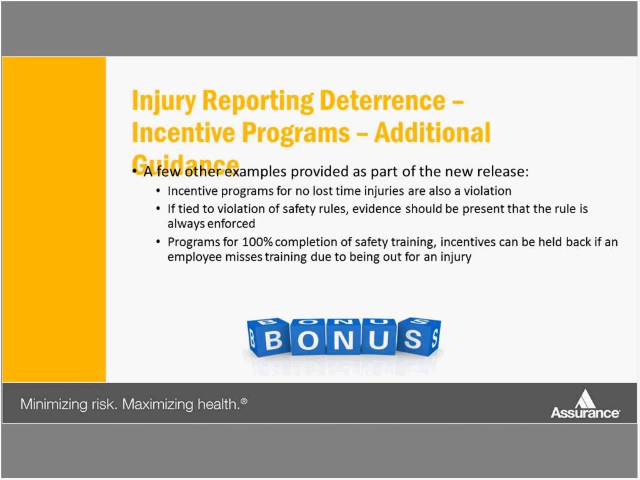 Injury Reporting Deterrence –
Incentive Programs – Additional
Guidance
• A few other examples provided as part of the new release:
• Incentive programs for no lost time injuries are also a violation
• If tied to violation of safety rules, evidence should be present that the rule is
always enforced
• Programs for 100% completion of safety training, incentives can be held back if an
employee misses training due to being out for an injury
BONUS
BONUS
Minimizing risk. Maximizing health.®
Assurance